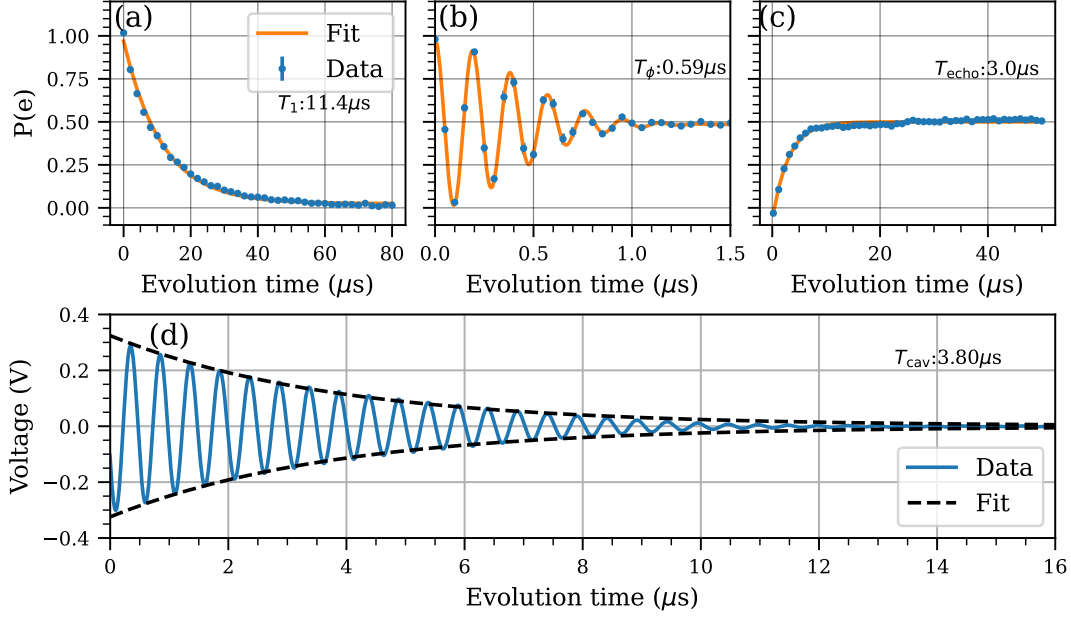 (a)
(b)
(c)
1.00
0.75
0.50
0.25
0.00
P(e)
Fit
Data
T1:11.4μs
Tϕ:0.59μs
Techo:3.0μs
0 20 40 60 80
0.0 0.5 1.0 1.5
0 20 40
Evolution time (μs)
Evolution time (μs)
Evolution time (μs)
(d)
0.4
0.2
0.0
−0.2
−0.4
Voltage (V)
Tcav:3.80μs
Data
Fit
0 2 4 6 8 10 12 14 16
Evolution time (μs)